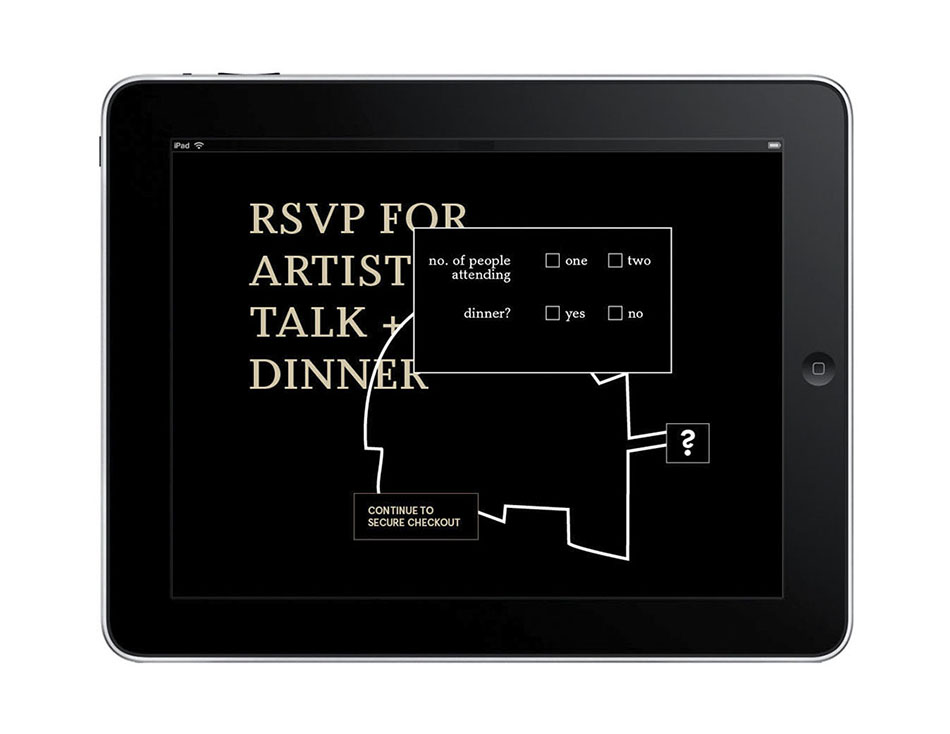 iPad
RSVP FOR
ARTIST
TALK +
DINNER
no. of people
attending
one
two
dinner?
yes
no
?
CONTINUE TO
SECURE CHECKOUT